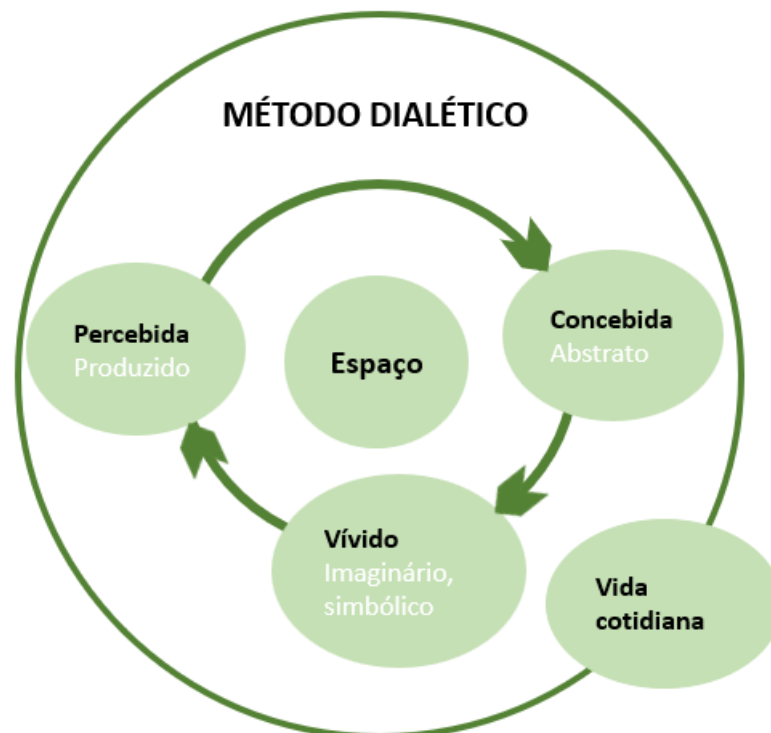 MÉTODO DIALÉTICO
Percebida
Produzido
Espaço
Concebida
Abstrato
Vívido
Imaginário,
simbólico
Vida
cotidiana